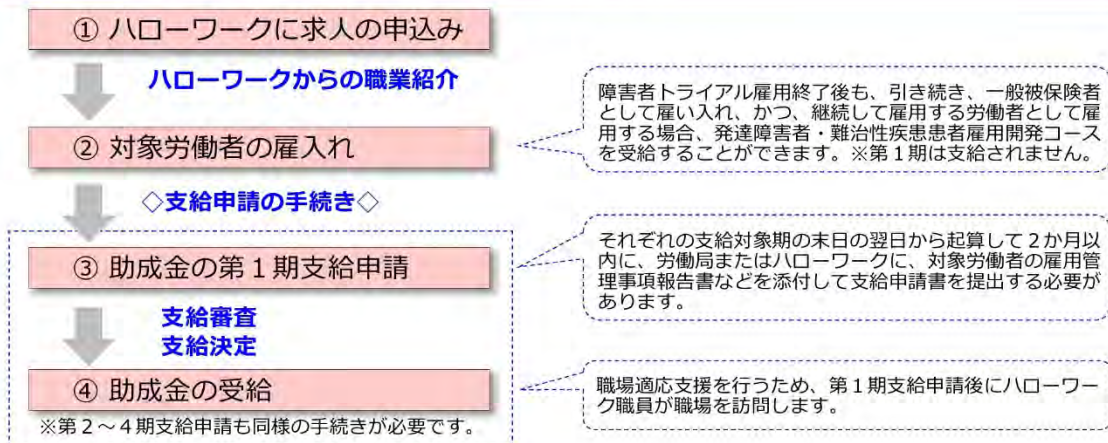 ① ハローワークに求人の申込み
ハローワークからの職業紹介
② 対象労働者の雇入れ
障害者トライアル雇用終了後も、引き続き、一般被保険者
として雇い入れ、かつ、継続して雇用する労働者として雇
用する場合、発達障害者・難治性疾患患者雇用開発コース
を受給することができます。※第１期は支給されません。
◇支給申請の手続き◇
③ 助成金の第１期支給申請
それぞれの支給対象期の末日の翌日から起算して２か月以
内に、労働局またはハローワークに、対象労働者の雇用管
理事項報告書などを添付して支給申請書を提出する必要が
あります。
支給審査
支給決定
④ 助成金の受給
職場適応支援を行うため、第１期支給申請後にハローワー
ク職員が職場を訪問します。
※第２～４期支給申請も同様の手続きが必要です。